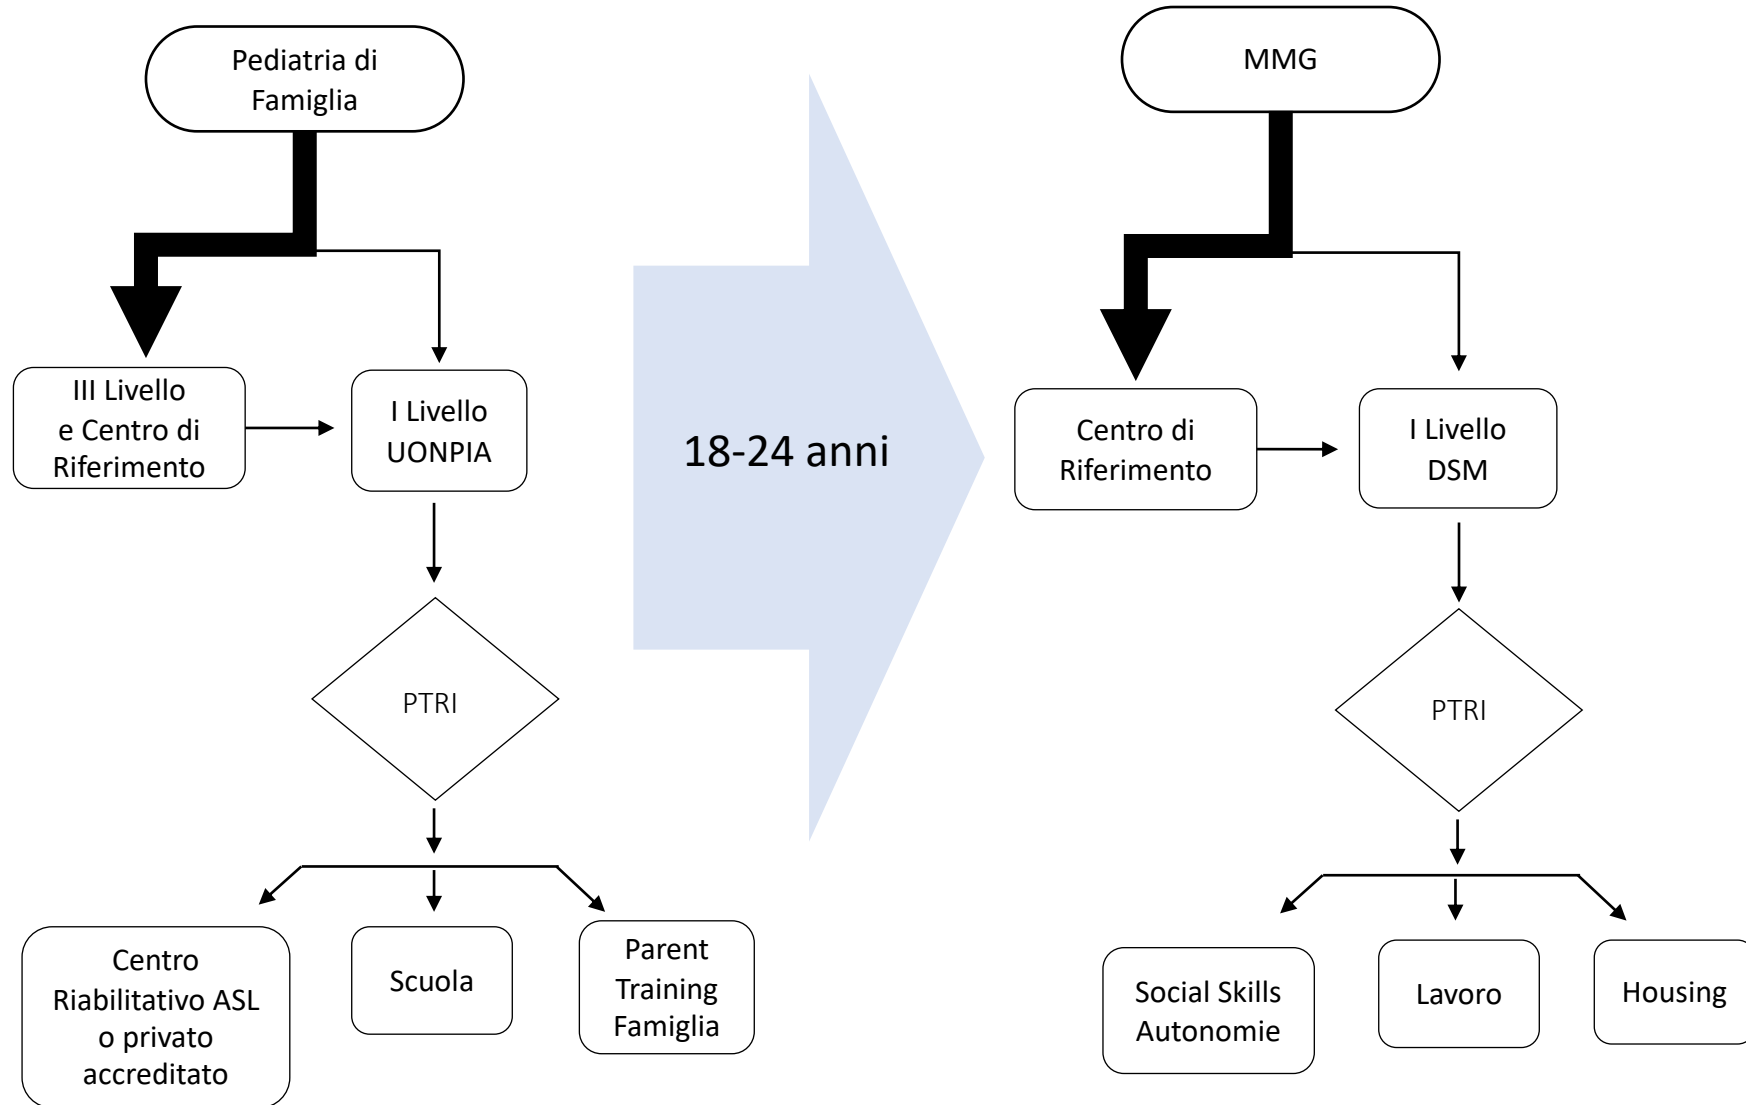 Pediatria di
Famiglia
III Livello
e Centro di
Riferimento
I Livello
UONPIA
PTRI
Centro
Riabilitativo ASL
o privato
accreditato
Scuola
Parent
Training
Famiglia
18-24 anni
MMG
Centro di
Riferimento
I Livello
DSM
PTRI
Social Skills
Autonomie
Lavoro
Housing